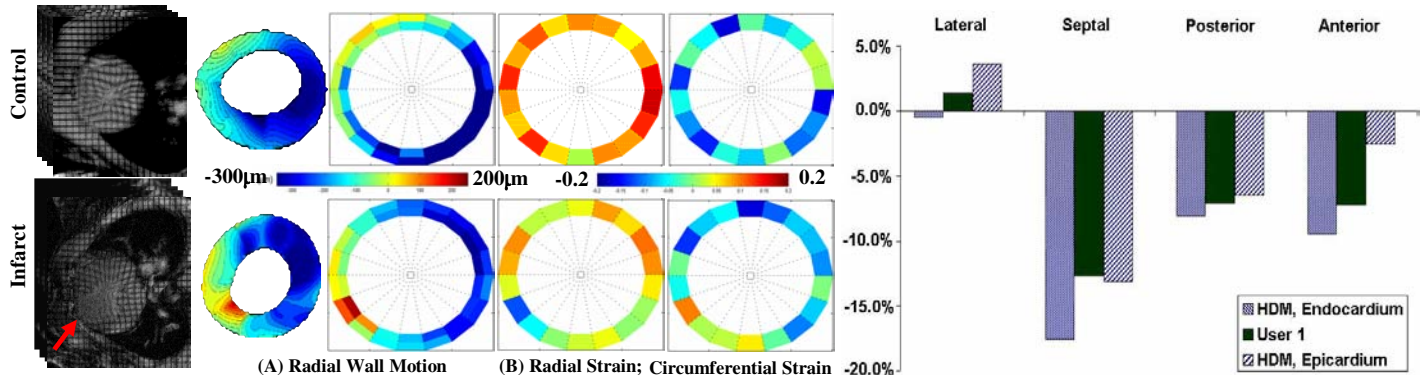 Control
Infarct
-300µm
200µm
-0.2
0.2
(A) Radial Wall Motion
(B) Radial Strain; Circumferential Strain
Lateral
Septal
Posterior
Anterior
5.0%
0.0%
-5.0%
-10.0%
-15.0%
-20.0%
HDM, Endocardium
User 1
HDM, Epicardium